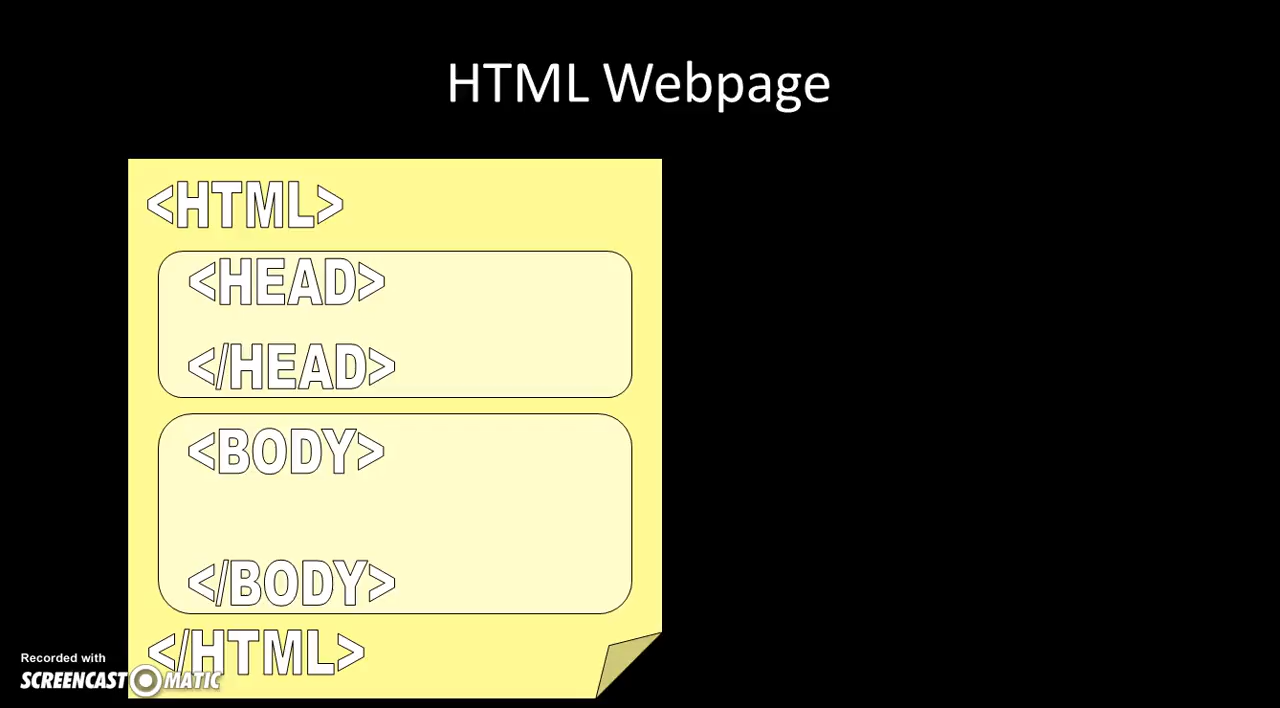 HTML Webpage
<HTML>
<HEAD>
</HEAD>
<BODY>
</BODY>
</HTML>
Recorded with
SCREENCAST MATIC